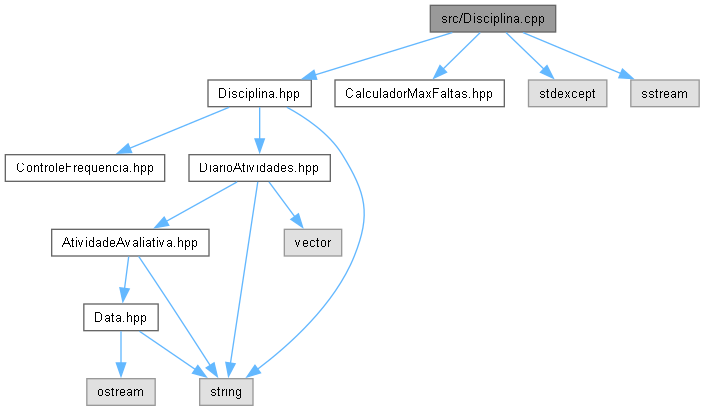 src/Disciplina.cpp
Disciplina.hpp
CalculadorMaxFaltas.hpp
stdexcept
sstream
ControleFrequencia.hpp
DiarioAtividades.hpp
AtividadeAvaliativa.hpp
vector
Data.hpp
ostream
string